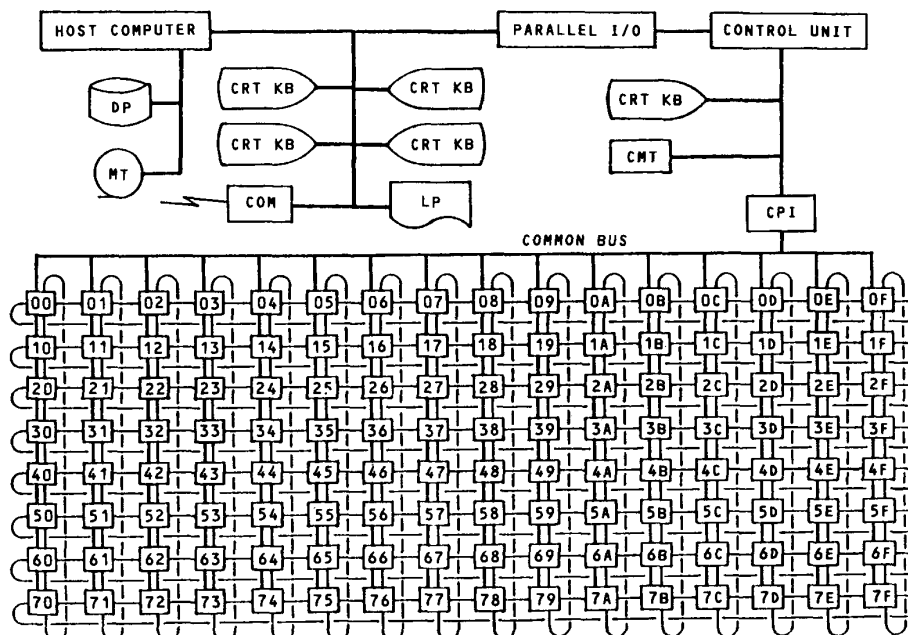 HOST COMPUTER PARALLEL I/O CONTROL UNIT
DP CRT KB CRT KB CRT KB
MT CRT KB CRT KB CMT
COM LP CPI
COMMON BUS
00 01 02 03 04 05 06 07 08 09 0A 0B 0C 0D 0E 0F
10 11 12 13 14 15 16 17 18 19 1A 1B 1C 1D 1E 1F
20 21 22 23 24 25 26 27 28 29 2A 2B 2C 2D 2E 2F
30 31 32 33 34 35 36 37 38 39 3A 3B 3C 3D 3E 3F
40 41 42 43 44 45 46 47 48 49 4A 4B 4C 4D 4E 4F
50 51 52 53 54 55 56 57 58 59 5A 5B 5C 5D 5E 5F
60 61 62 63 64 65 66 67 68 69 6A 6B 6C 6D 6E 6F
70 71 72 73 74 75 76 77 78 79 7A 7B 7C 7D 7E 7F